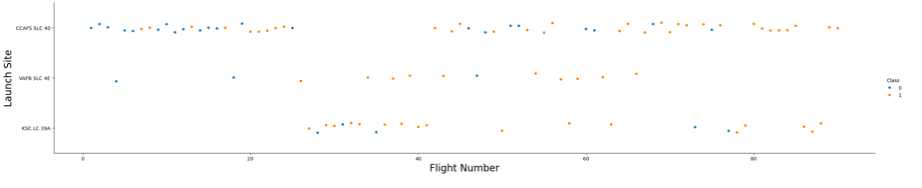 Launch Site
CCAFS SLC 40
VAFB SLC 4E
KSC LC 39A
0 20 40 60 80
Flight Number
Class
0
1